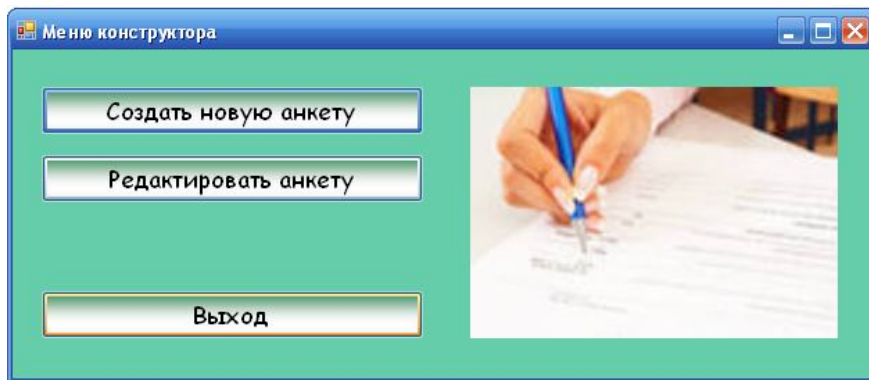 Меню конструктора
Создать новую анкету
Редактировать анкету
Выход